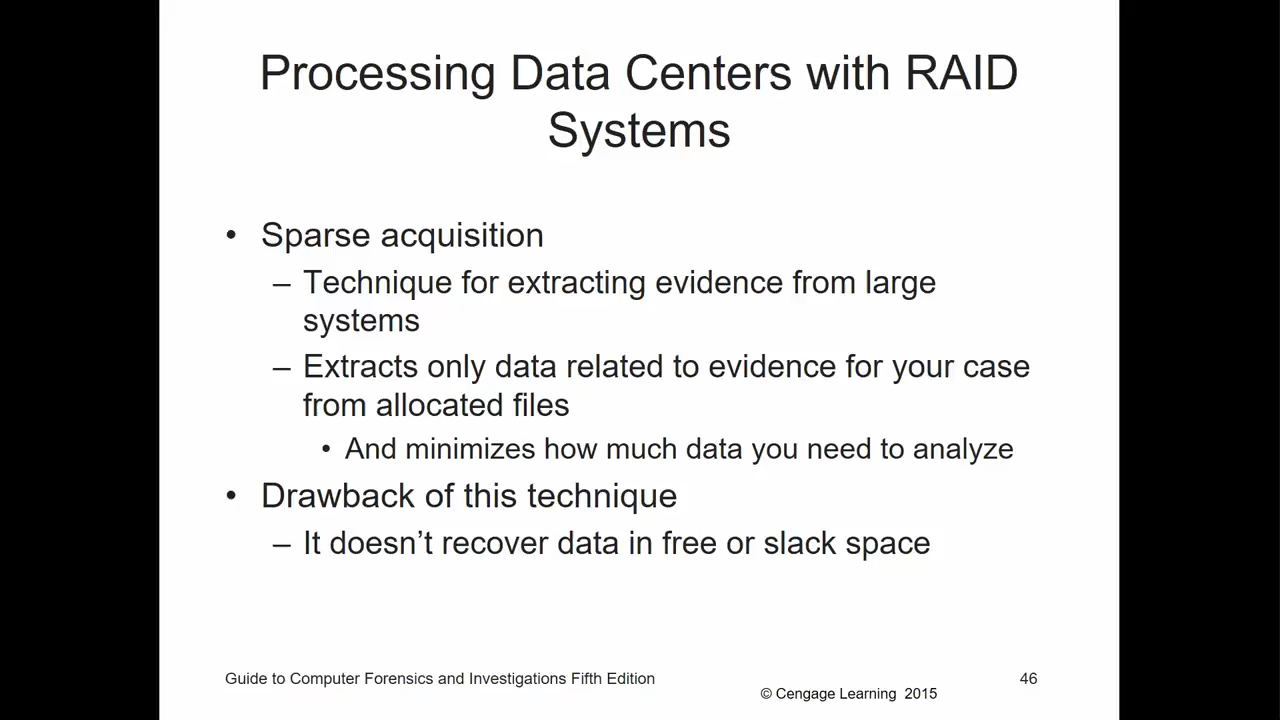 Processing Data Centers with RAID
Systems
• Sparse acquisition
– Technique for extracting evidence from large
systems
– Extracts only data related to evidence for your case
from allocated files
• And minimizes how much data you need to analyze
• Drawback of this technique
– It doesn’t recover data in free or slack space
Guide to Computer Forensics and Investigations Fifth Edition
46
© Cengage Learning 2015